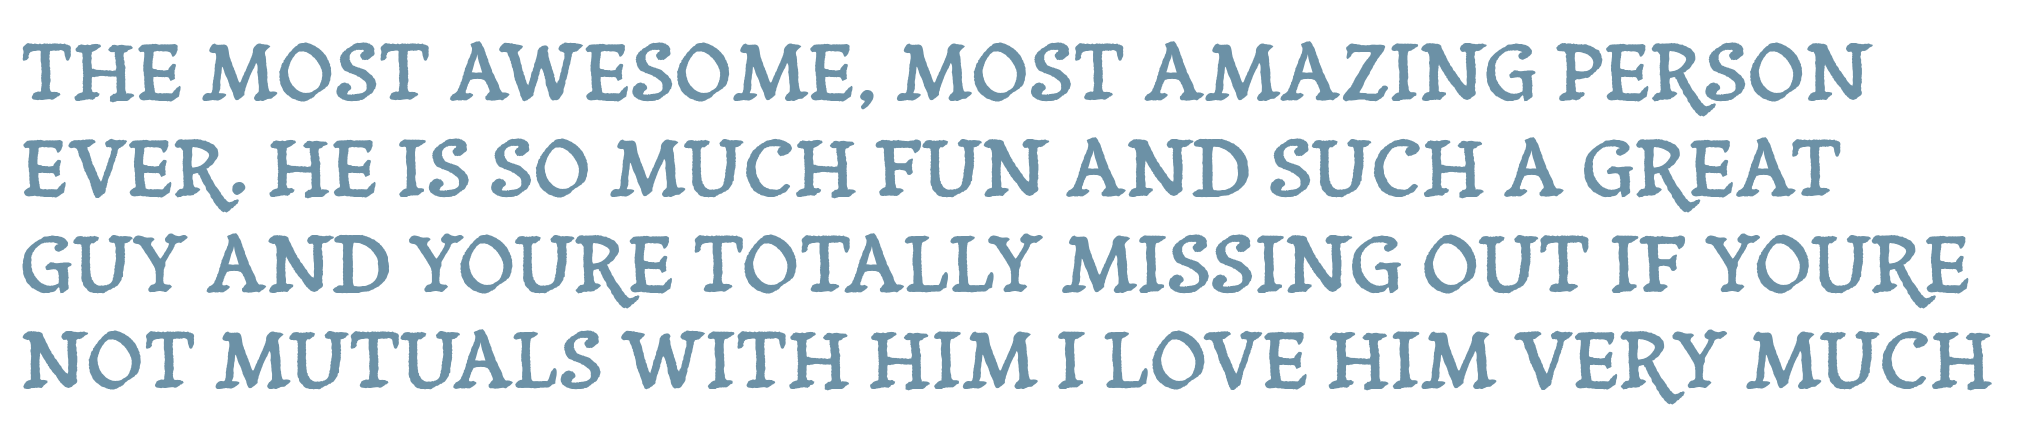 THE MOST AWESOME, MOST AMAZING PERSON
EVER. HE IS SO MUCH FUN AND SUCH A GREAT
GUY AND YOURE TOTALLY MISSING OUT IF YOURE
NOT MUTUALS WITH HIM I LOVE HIM VERY MUCH